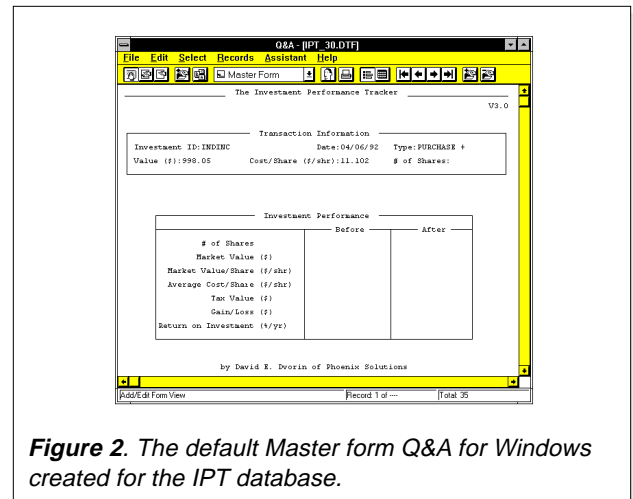 Q&A - [IPT_30.DTF]
File Edit Select Records Assistant Help
Master Form
The Investment Performance Tracker
V3.0
Transaction Information
Investment ID:INDINC Date:04/06/92 Type:PURCHASE +
Value ($):998.05 Cost/Share ($/shr):11.102 # of Shares:
Investment Performance
Before After
# of Shares
Market Value ($)
Market Value/Share ($/shr)
Average Cost/Share ($/shr)
Tax Value ($)
Gain/Loss ($)
Return on Investment (%/yr)
by David E. Dvorin of Phoenix Solutions
Add/Edit Form View Record: 1 of ---- Total: 35
Figure 2. The default Master form Q&A for Windows
created for the IPT database.